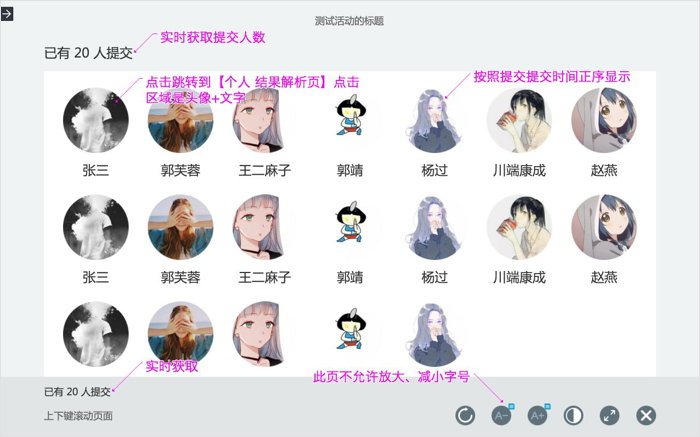 测试活动的标题
实时获取提交人数
已有 20 人提交
点击跳转到【个人 结果解析页】点击
区域是头像+文字
按照提交提交时间正序显示
张三 郭芙蓉 王二麻子 郭靖 杨过 川端康成 赵燕
张三 郭芙蓉 王二麻子 郭靖 杨过 川端康成 赵燕
实时获取
此页不允许放大、减小字号
已有 20 人提交
上下键滚动页面
A− A+